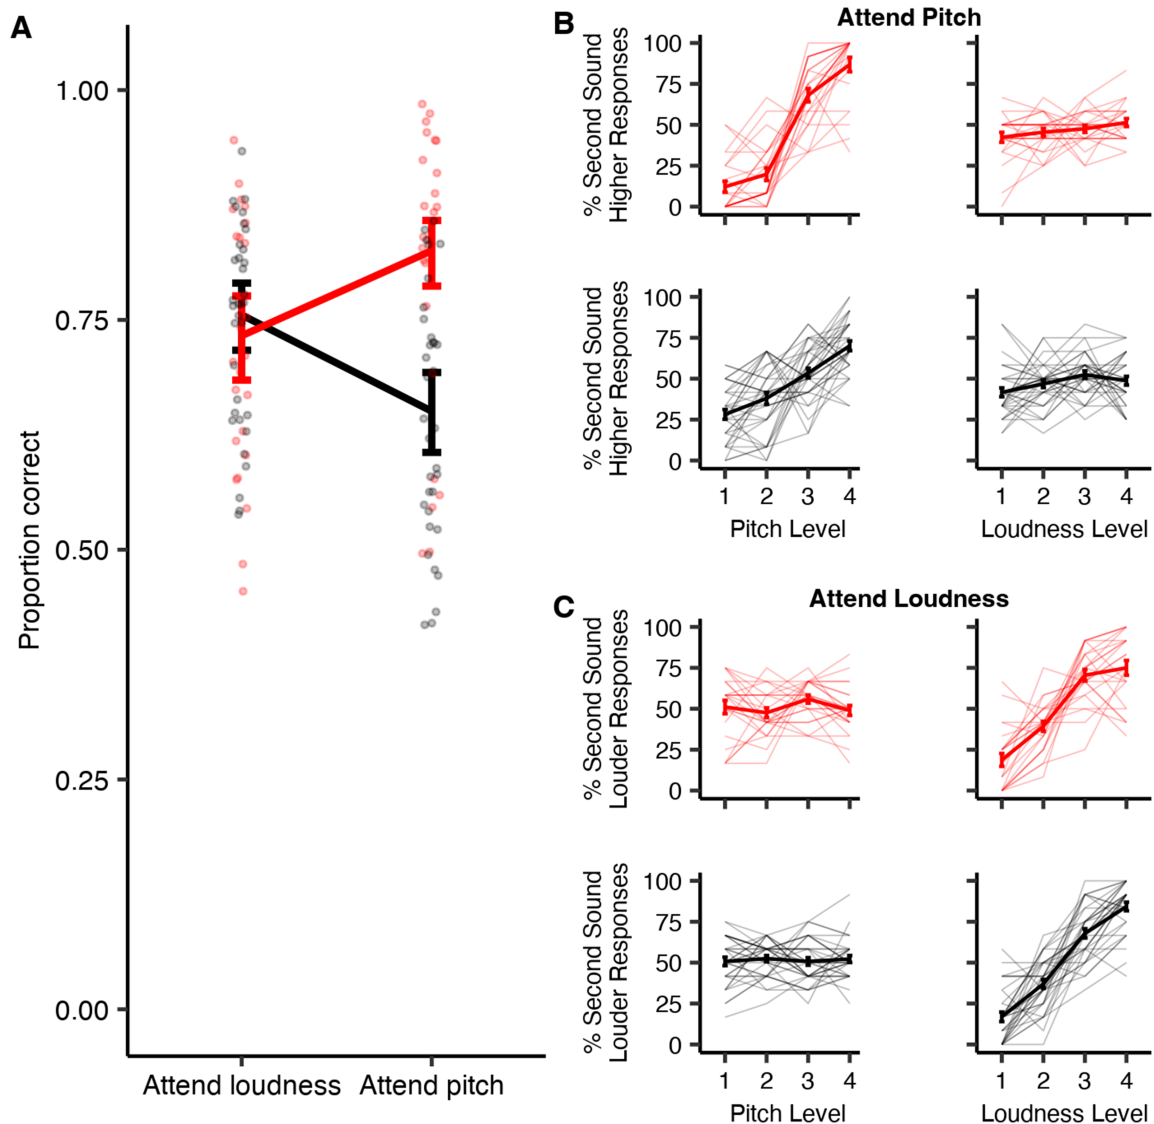 A
Proportion correct
1.00
0.75
0.50
0.25
0.00
Attend loudness
Attend pitch
B
Attend Pitch
% Second Sound
Higher Responses
100
75
50
25
0
% Second Sound
Higher Responses
100
75
50
25
0
1 2 3 4
Pitch Level
1 2 3 4
Loudness Level
C
Attend Loudness
% Second Sound
Louder Responses
100
75
50
25
0
% Second Sound
Louder Responses
100
75
50
25
0
1 2 3 4
Pitch Level
1 2 3 4
Loudness Level